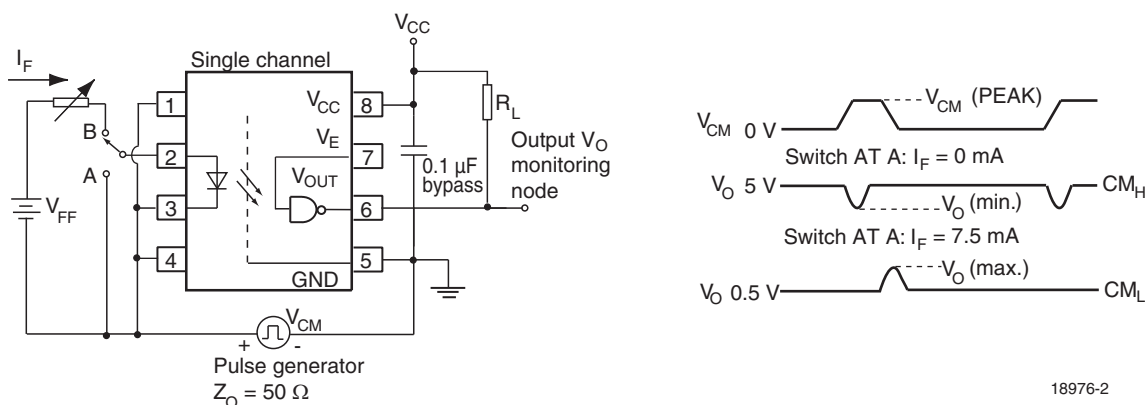 I_F
B
A
V_FF
Single channel
1
2
3
4
V_CC
V_E
V_OUT
GND
8
7
6
5
V_CC
R_L
0.1 µF
bypass
Output V_O
monitoring
node
V_CM
+ -
Pulse generator
Z_O = 50 Ω
V_CM 0 V
V_CM (PEAK)
Switch AT A: I_F = 0 mA
V_O 5 V
CM_H
V_O (min.)
Switch AT A: I_F = 7.5 mA
V_O (max.)
V_O 0.5 V
CM_L
18976-2